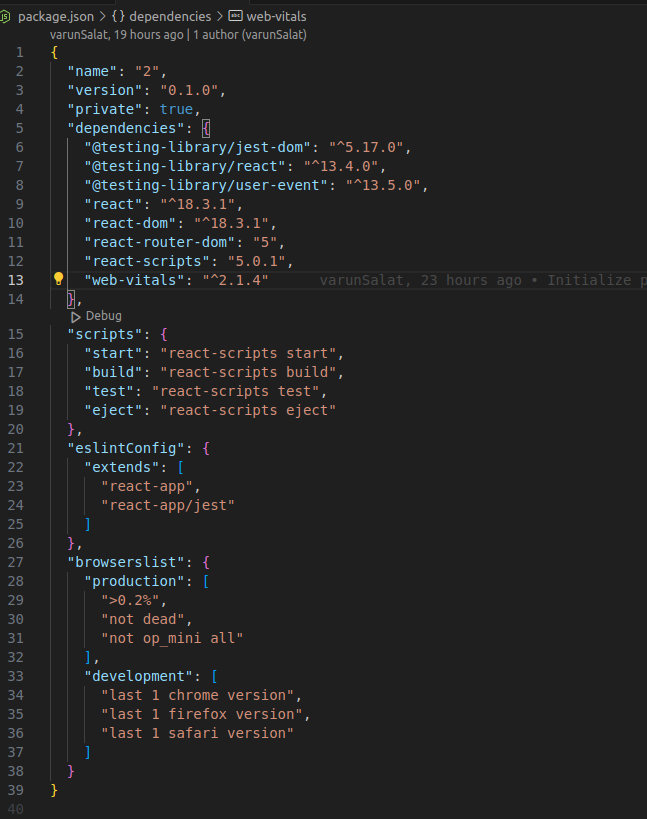 package.json > {} dependencies > abc web-vitals
varunSalat, 19 hours ago | 1 author (varunSalat)
1 {
2 "name": "2",
3 "version": "0.1.0",
4 "private": true,
5 "dependencies": {
6 "@testing-library/jest-dom": "^5.17.0",
7 "@testing-library/react": "^13.4.0",
8 "@testing-library/user-event": "^13.5.0",
9 "react": "^18.3.1",
10 "react-dom": "^18.3.1",
11 "react-router-dom": "5",
12 "react-scripts": "5.0.1",
13 "web-vitals": "^2.1.4" varunSalat, 23 hours ago • Initialize p
14 },
Debug
15 "scripts": {
16 "start": "react-scripts start",
17 "build": "react-scripts build",
18 "test": "react-scripts test",
19 "eject": "react-scripts eject"
20 },
21 "eslintConfig": {
22 "extends": [
23 "react-app",
24 "react-app/jest"
25 ]
26 },
27 "browserslist": {
28 "production": [
29 ">0.2%",
30 "not dead",
31 "not op_mini all"
32 ],
33 "development": [
34 "last 1 chrome version",
35 "last 1 firefox version",
36 "last 1 safari version"
37 ]
38 }
39 }
40